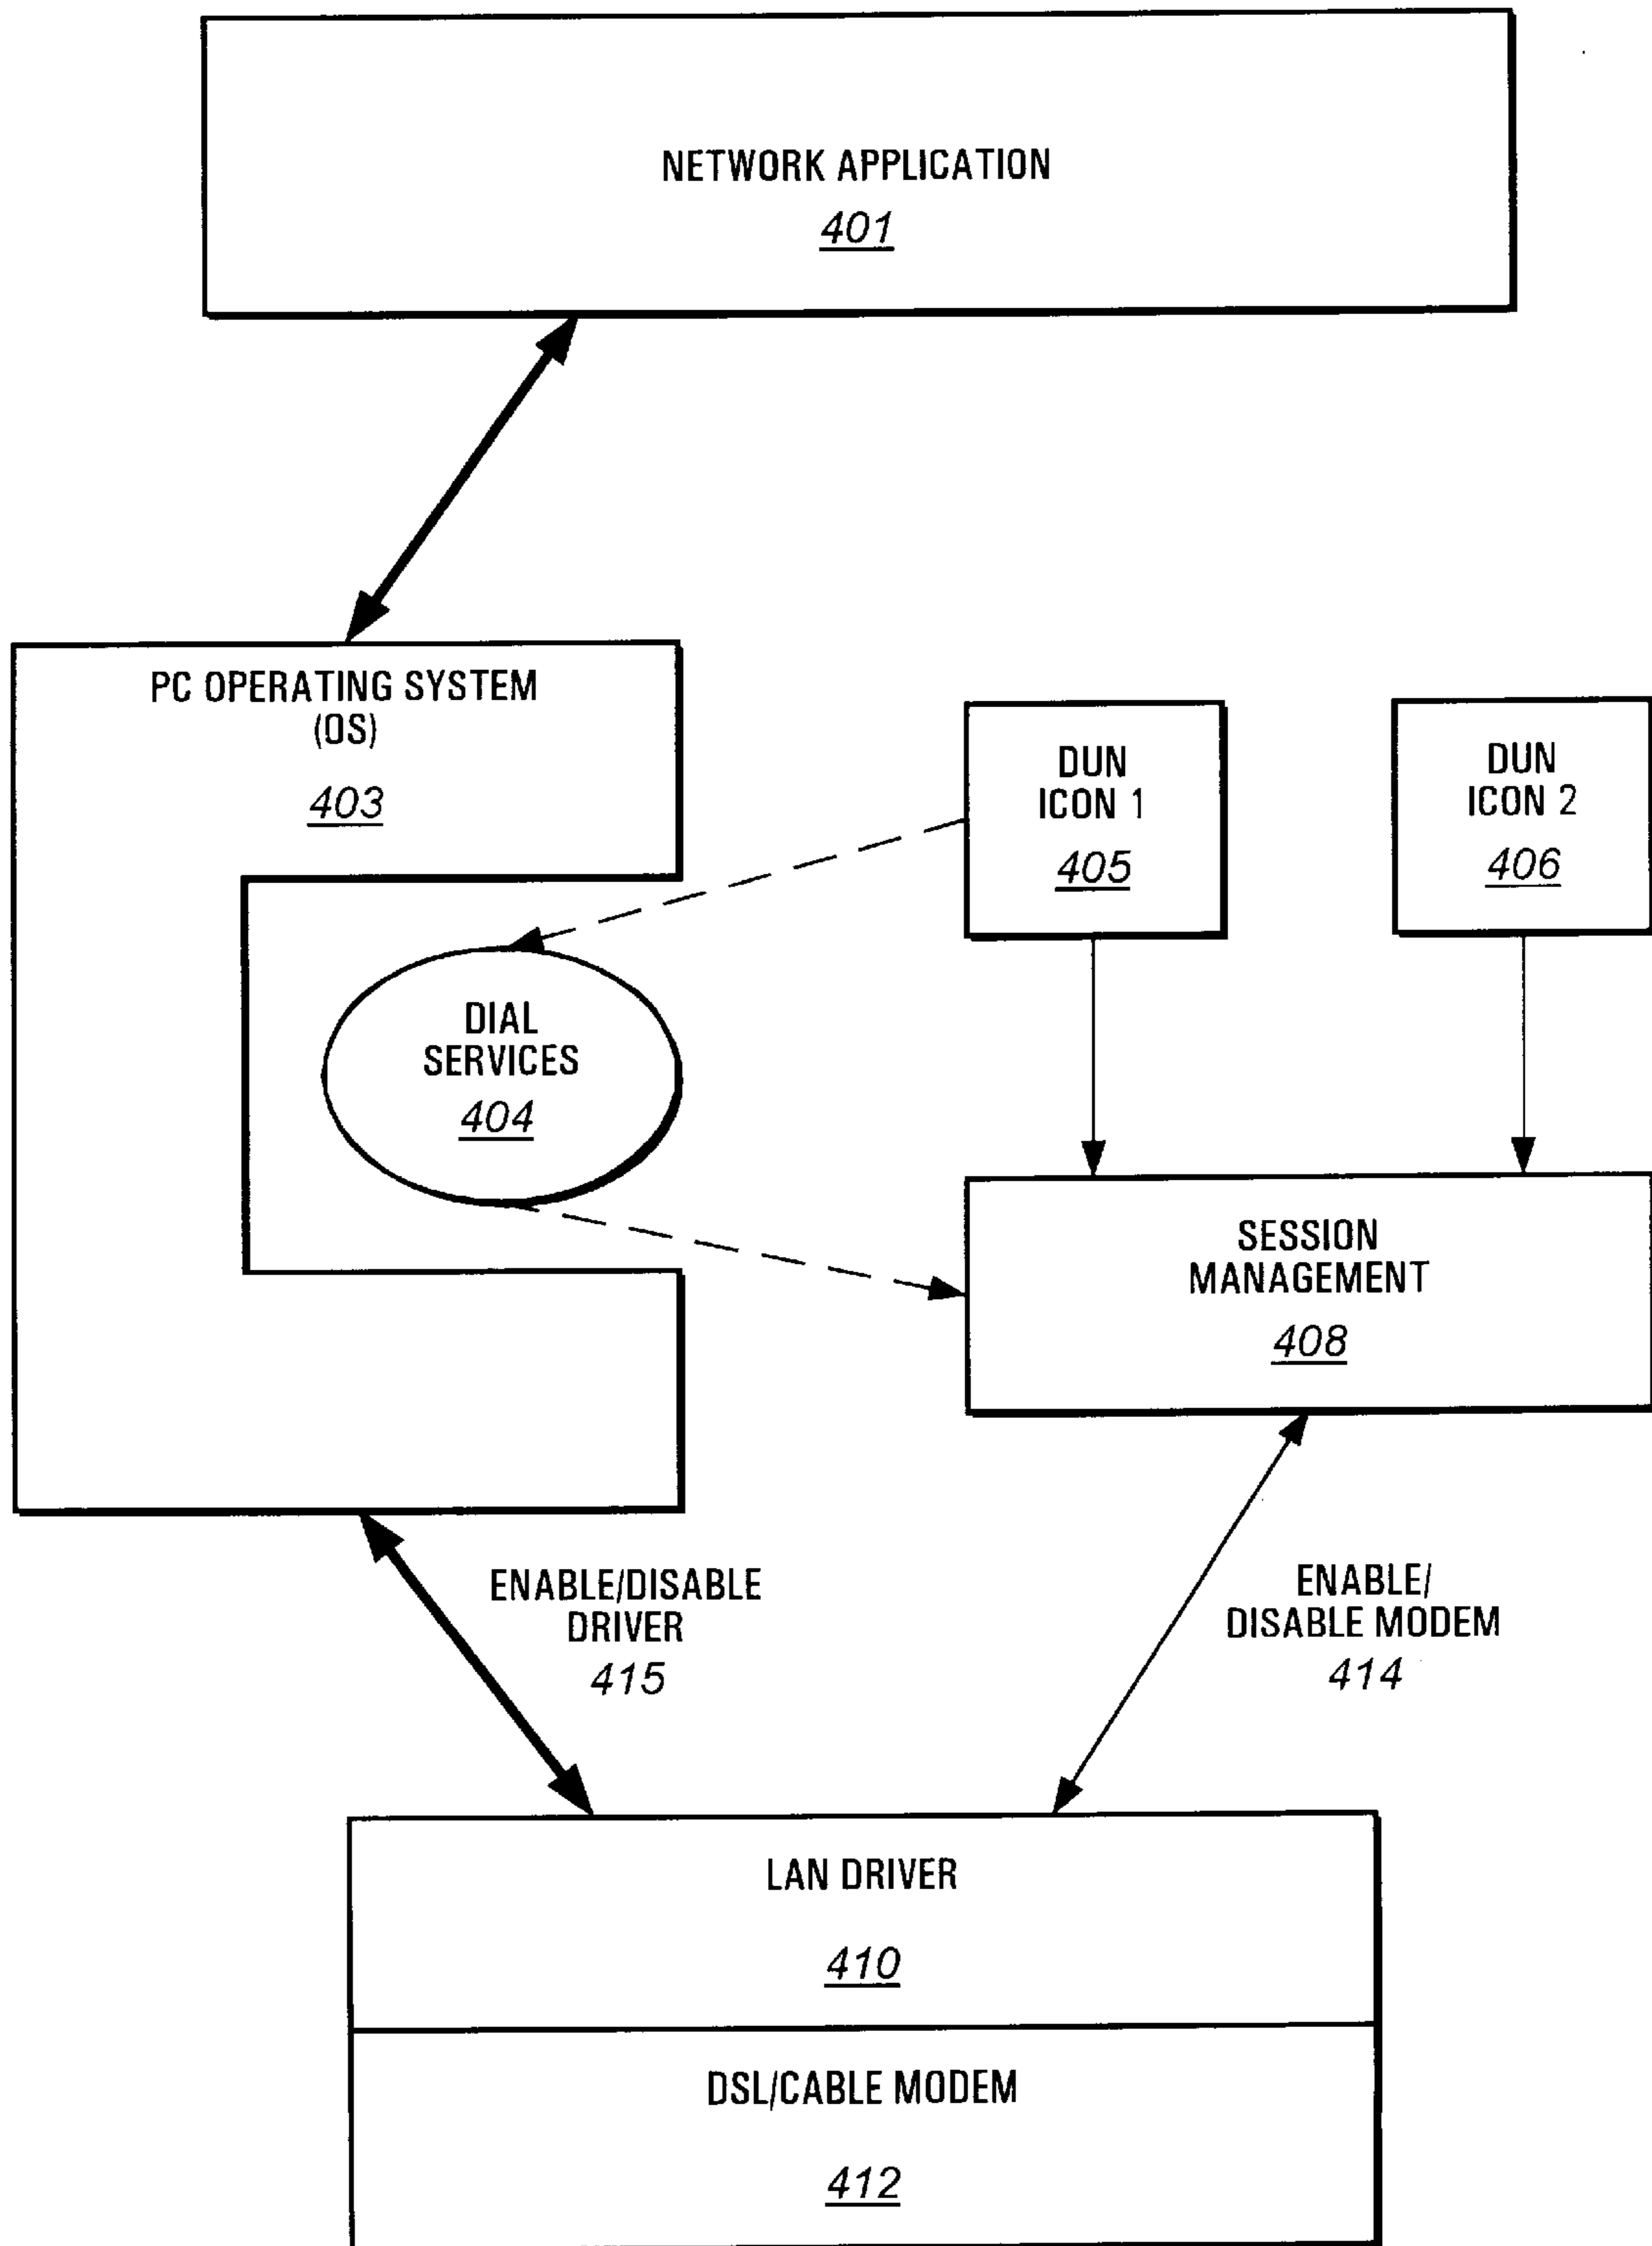 NETWORK APPLICATION
401
PC OPERATING SYSTEM
(OS)
403
DUN
ICON 1
405
DUN
ICON 2
406
DIAL
SERVICES
404
SESSION
MANAGEMENT
408
ENABLE/DISABLE
DRIVER
415
ENABLE/
DISABLE MODEM
414
LAN DRIVER
410
DSL/CABLE MODEM
412